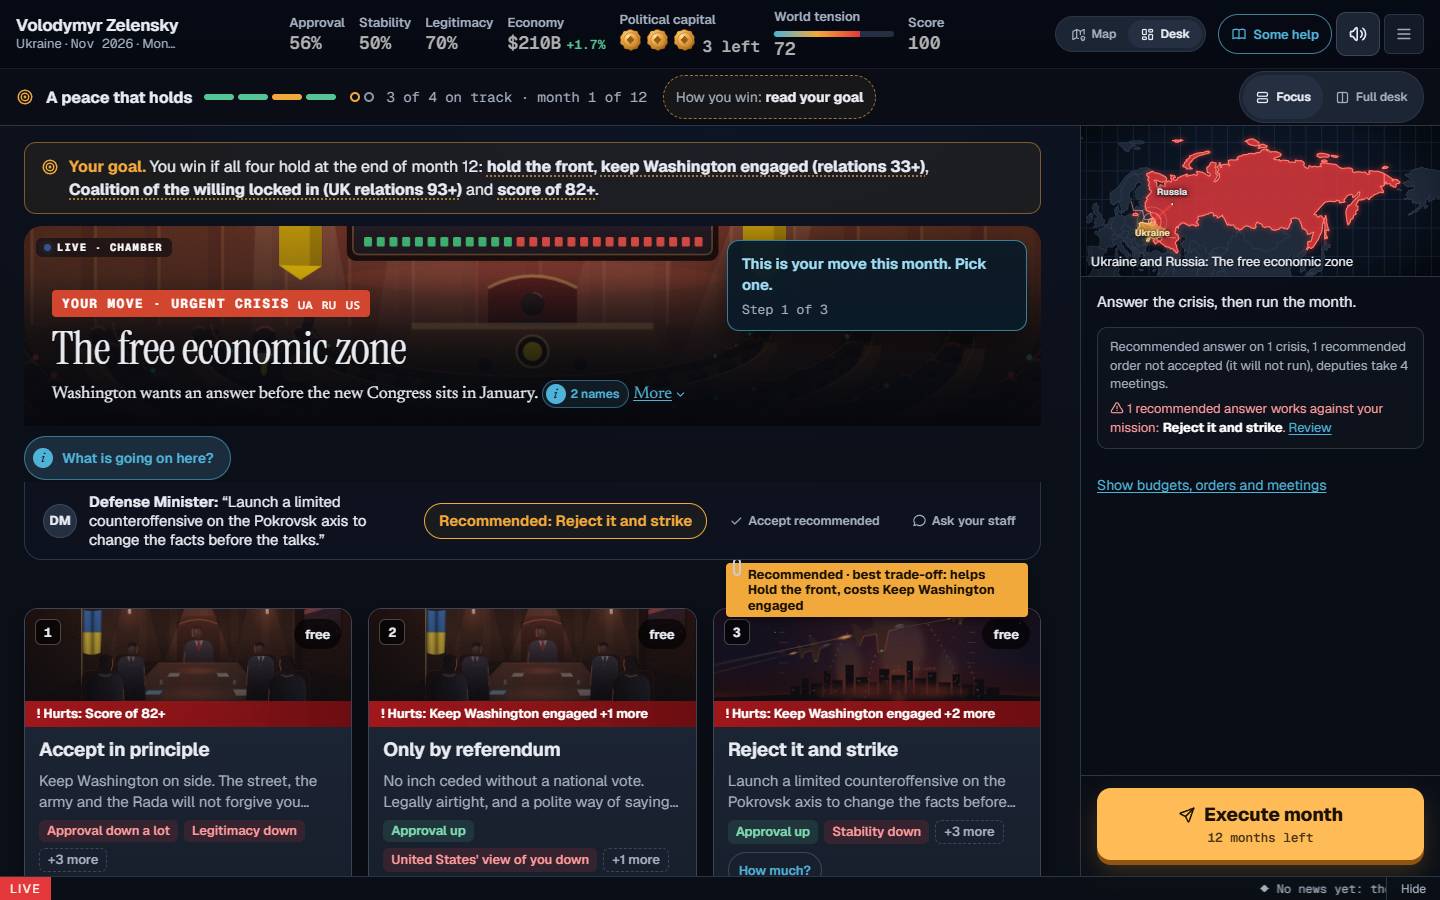 Volodymyr Zelensky
Ukraine · Nov 2026 · Mon...
Approval
56%
Stability
50%
Legitimacy
70%
Economy
$210B +1.7%
Political capital
3 left
World tension
72
Score
100
Map
Desk
Some help
A peace that holds
3 of 4 on track · month 1 of 12
How you win: read your goal
Focus
Full desk
Your goal. You win if all four hold at the end of month 12: hold the front, keep Washington engaged (relations 33+),
Coalition of the willing locked in (UK relations 93+) and score of 82+.
LIVE · CHAMBER
YOUR MOVE · URGENT CRISIS UA RU US
The free economic zone
Washington wants an answer before the new Congress sits in January. i 2 names More
This is your move this month. Pick
one.
Step 1 of 3
i What is going on here?
DM
Defense Minister: “Launch a limited
counteroffensive on the Pokrovsk axis to
change the facts before the talks.”
Recommended: Reject it and strike
Accept recommended
Ask your staff
Recommended · best trade-off: helps
Hold the front, costs Keep Washington
engaged
1
free
! Hurts: Score of 82+
Accept in principle
Keep Washington on side. The street, the
army and the Rada will not forgive you...
Approval down a lot
Legitimacy down
+3 more
2
free
! Hurts: Keep Washington engaged +1 more
Only by referendum
No inch ceded without a national vote.
Legally airtight, and a polite way of saying...
Approval up
United States' view of you down
+1 more
3
free
! Hurts: Keep Washington engaged +2 more
Reject it and strike
Launch a limited counteroffensive on the
Pokrovsk axis to change the facts before...
Approval up
Stability down
+3 more
How much?
Russia
Ukraine
Ukraine and Russia: The free economic zone
Answer the crisis, then run the month.
Recommended answer on 1 crisis, 1 recommended
order not accepted (it will not run), deputies take 4
meetings.
1 recommended answer works against your
mission: Reject it and strike. Review
Show budgets, orders and meetings
Execute month
12 months left
LIVE
No news yet: th
Hide